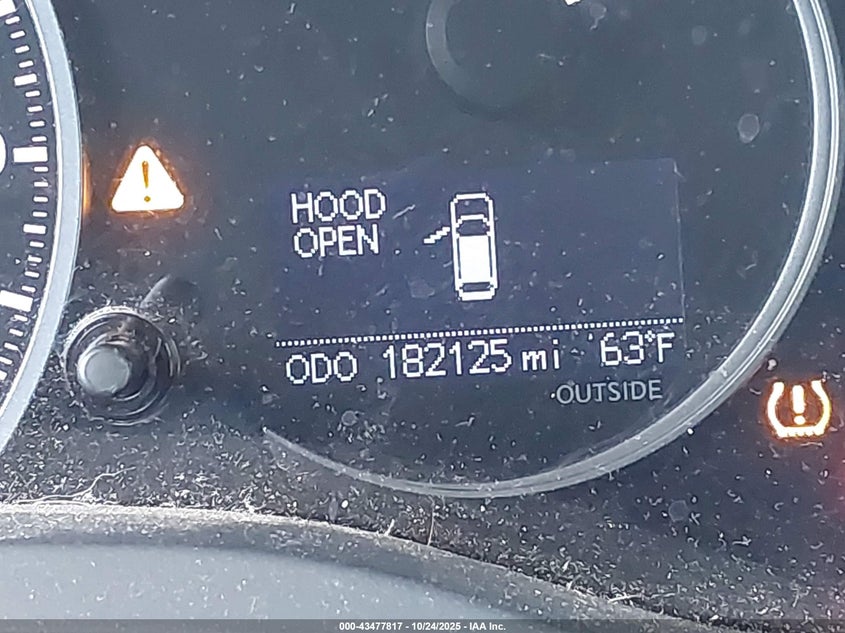 HOOD
OPEN
ODO 182125 mi 63°F
OUTSIDE
000-43477817 - 10/24/2025 - IAA Inc.